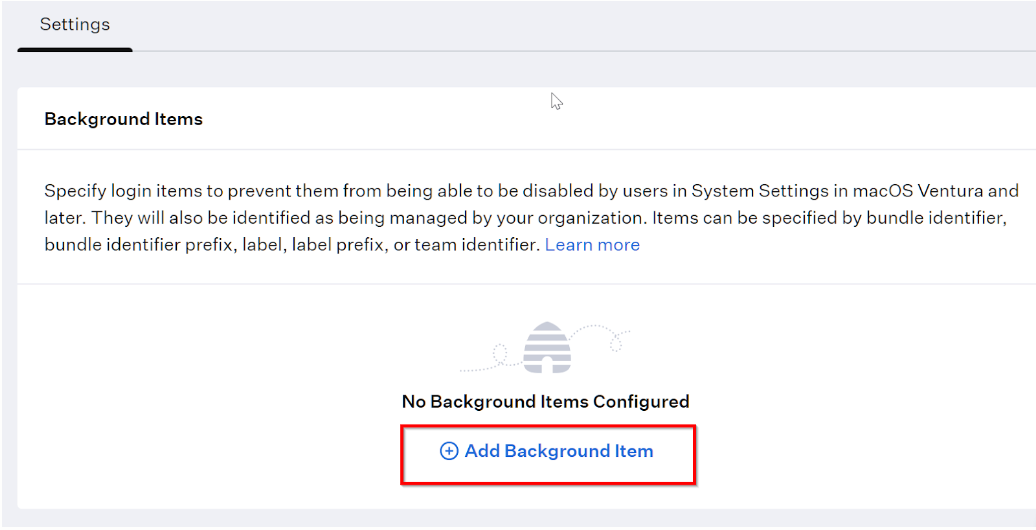 Settings
Background Items
Specify login items to prevent them from being able to be disabled by users in System Settings in macOS Ventura and
later. They will also be identified as being managed by your organization. Items can be specified by bundle identifier,
bundle identifier prefix, label, label prefix, or team identifier. Learn more
No Background Items Configured
Add Background Item